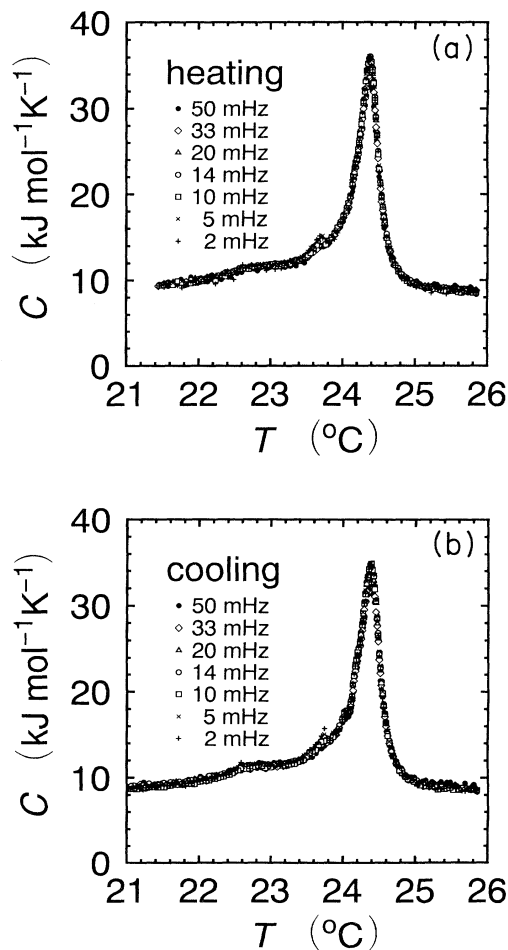 (a)
40
30
20
10
0
C (kJ mol⁻¹K⁻¹)
heating
• 50 mHz
◇ 33 mHz
△ 20 mHz
○ 14 mHz
□ 10 mHz
× 5 mHz
+ 2 mHz
21 22 23 24 25 26
T (°C)
(b)
40
30
20
10
0
C (kJ mol⁻¹K⁻¹)
cooling
• 50 mHz
◇ 33 mHz
△ 20 mHz
○ 14 mHz
□ 10 mHz
× 5 mHz
+ 2 mHz
21 22 23 24 25 26
T (°C)